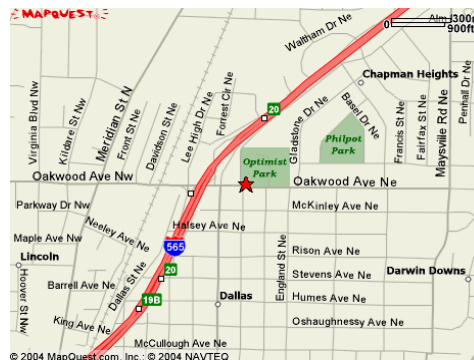 MAPQUEST
Waltham Dr Ne
300m
0
900ft
Chapman Heights
Virginia Blvd Nw
Kildare St Nw
Meridian St N
Front St Ne
Davidson St Ne
Lee High Dr Ne
Forrest Cir Ne
20
Gladstone Dr Ne
Basel Dr Ne
Philpot
Park
Francis St Ne
Fairfax St Ne
Maysville Rd Ne
Penhall Dr Ne
Optimist
Park
Oakwood Ave Nw
Oakwood Ave Ne
Parkway Dr Nw
McKinley Ave Ne
Neeley Ave Ne
Halsey Ave Ne
Maple Ave Nw
565
Lincoln
Dallas St Ne
20
England St Ne
Rison Ave Ne
Stevens Ave Ne
Darwin Downs
Barrell Ave Ne
Hoover St Nw
19B
Dallas
Humes Ave Ne
King Ave Ne
Oshaughnessy Ave Ne
McCullough Ave Ne
© 2004 MapQuest.com, Inc.; © 2004 NAVTEQ